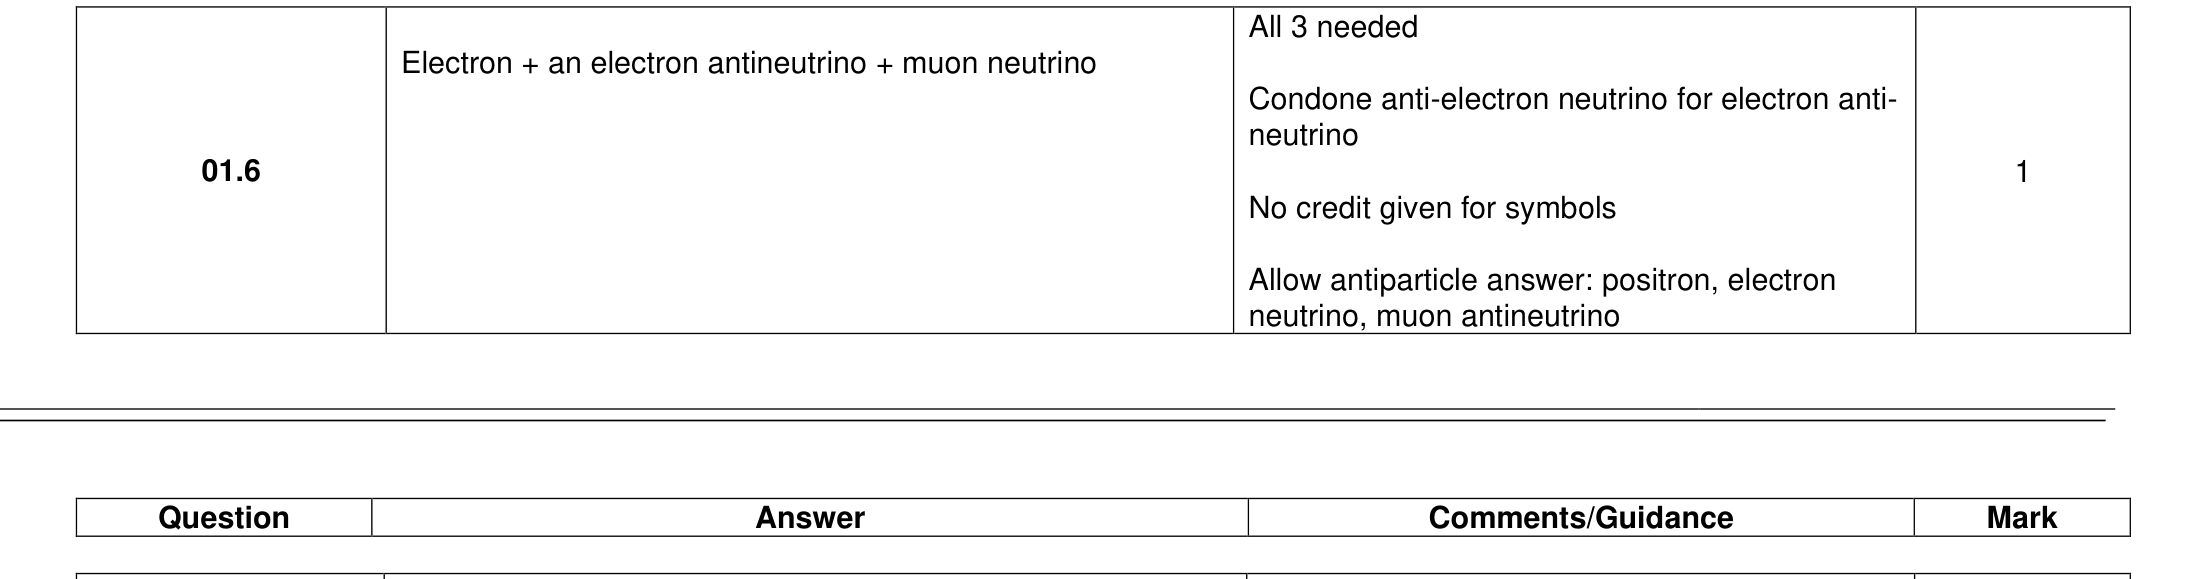 All 3 needed
Electron + an electron antineutrino + muon neutrino
Condone anti-electron neutrino for electron anti-
neutrino
01.6
1
No credit given for symbols
Allow antiparticle answer: positron, electron
neutrino, muon antineutrino
Question Answer Comments/Guidance Mark